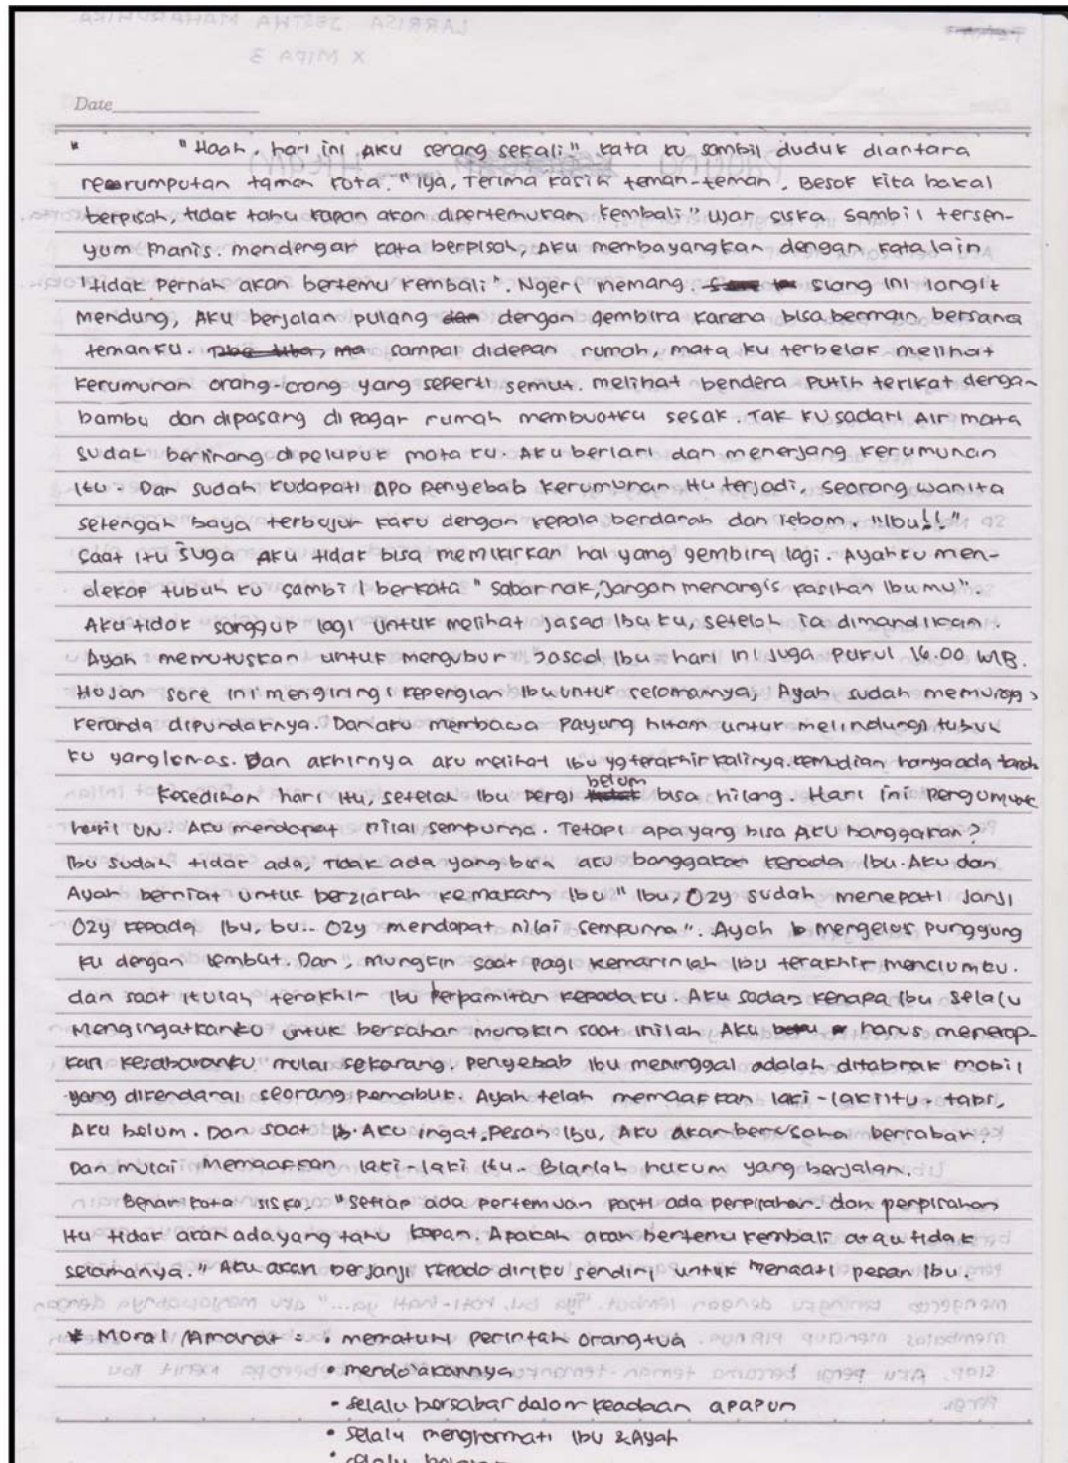 Date
" "Haah, hari ini Aku senang sekali" kata ku sambil duduk diantara
rerumputan taman kota. "Iya, Terima kasih teman-teman. Besok kita bakal
berpisah, tidak tahu kapan akan dipertemukan kembali" ujar siska sambil tersen-
yum manis. mendengar kata berpisah, Aku membayangkan dengan kata lain
"tidak pernah akan bertemu kembali". Ngeri memang. siang ini langit
mendung, Aku berjalan pulang dengan gembira karena bisa bermain bersama
temanku. sampai didepan rumah, mata ku terbelak melihat
kerumunan orang-orang yang seperti semut. melihat bendera putih terikat dengan
bambu dan dipasang di pagar rumah membuatku sesak. Tak kusadari Air mata
sudah berlinang dipelupuk mata ku. Aku berlari dan menerjang kerumunan
itu. Dan sudah kudapati apa penyebab kerumunan itu terjadi, seorang wanita
setengah baya terbujur kaku dengan kepala berdarah dan lebam. "Ibu!!"
Saat itu juga Aku tidak bisa memikirkan hal yang gembira lagi. Ayahku men-
dekap tubuh ku sambil berkata "sabar nak, Jangan menangis kasihan Ibumu".
Aku tidak sanggup lagi untuk melihat jasad Ibu ku, setelah ia dimandikan.
Ayah memutuskan untuk mengubur Jasad Ibu hari ini juga pukul 16.00 WIB.
Hujan sore ini mengiringi kepergian Ibu untuk selamanya, Ayah sudah
keranda dipundaknya. Dan aku membawa payung hitam untuk melindungi tubuh
ku yang lemas. Dan akhirnya aku melihat Ibu yg terakhir kalinya. kemudian hanya ada tanah
Kesedihan hari itu, setelah Ibu pergi belum bisa hilang. Hari ini pengumuman
hasil UN. Aku mendapat nilai sempurna. Tetapi apa yang bisa Aku banggakan?
Ibu sudah tidak ada, tidak ada yang bisa aku banggakan kepada Ibu. Aku dan
Ayah berniat untuk berziarah kemakam Ibu "Ibu, Ozy sudah menepati Janji
Ozy kepada Ibu, bu.. Ozy mendapat nilai sempurna". Ayah mengelus punggung
ku dengan lembut. Dan, mungkin saat pagi kemarinlah Ibu terakhir menciumku.
dan saat itulah terakhir Ibu berpamitan kepada ku. Aku sadar kenapa Ibu selalu
Mengingatkanku untuk bersabar mungkin saat inilah Aku harus menerap-
kan kesabaranku mulai sekarang. penyebab Ibu meninggal adalah ditabrak mobil
yang dikendarai seorang pemabuk. Ayah telah memaafkan laki-laki itu. tapi,
Aku belum. Dan saat Aku ingat pesan Ibu, Aku akan berusaha bersabar.
Dan mulai Memaafkan laki-laki itu.. Biarlah hukum yang berjalan.
Benar kata siska, "setiap ada pertemuan pasti ada perpisahan. dan perpisahan
itu tidak akan ada yang tahu kapan. Apakah akan bertemu kembali atau tidak
selamanya." Aku akan berjanji kepada diriku sendiri untuk menaati pesan Ibu.
* Moral /Amanat = • mematuhi perintah orangtua
• mendo'akannya
• selalu bersabar dalam keadaan apapun
• selalu menghormati Ibu & Ayah